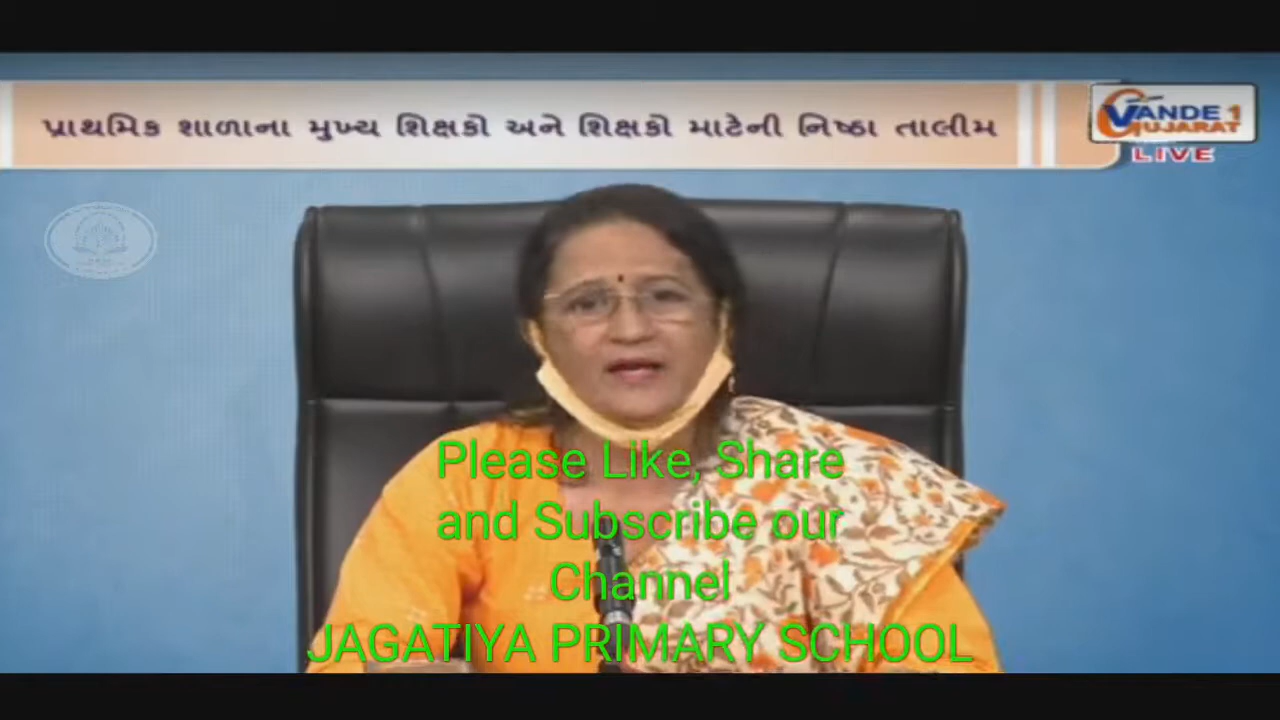 પ્રાથમિક શાળાના મુખ્ય શિક્ષકો અને શિક્ષકો માટેની નિષ્ઠા તાલીમ
VANDE 1
GUJARAT
LIVE
Please Like, Share
and Subscribe our
Channel
JAGATIYA PRIMARY SCHOOL